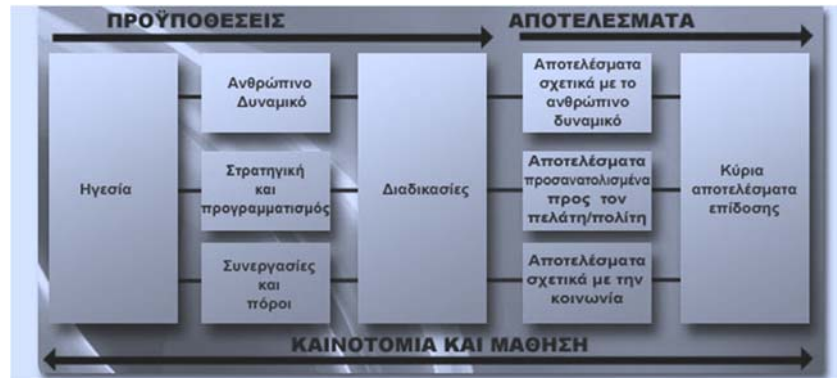 ΠΡΟΫΠΟΘΕΣΕΙΣ
ΑΠΟΤΕΛΕΣΜΑΤΑ
Ηγεσία
Ανθρώπινο
Δυναμικό
Στρατηγική
και
προγραμματισμός
Συνεργασίες
και
πόροι
Διαδικασίες
Αποτελέσματα
σχετικά με το
ανθρώπινο
δυναμικό
Αποτελέσματα
προσανατολισμένα
προς τον
πελάτη/πολίτη
Αποτελέσματα
σχετικά με την
κοινωνία
Κύρια
αποτελέσματα
επίδοσης
ΚΑΙΝΟΤΟΜΙΑ ΚΑΙ ΜΑΘΗΣΗ